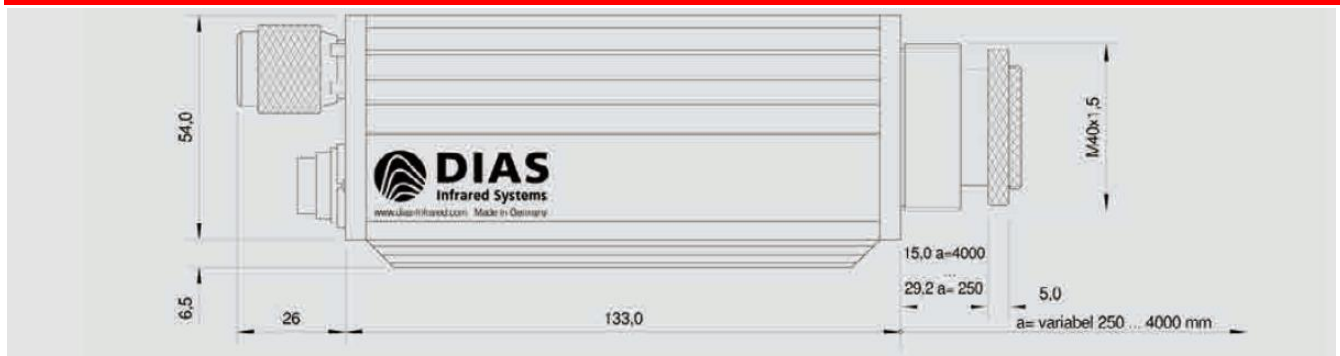 54,0
DIAS
Infrared Systems
www.dias-infrared.com Made in Germany
M40x1,5
15,0 a=4000
...
29,2 a= 250
5,0
6,5
26
133,0
a= variabel 250 ... 4000 mm